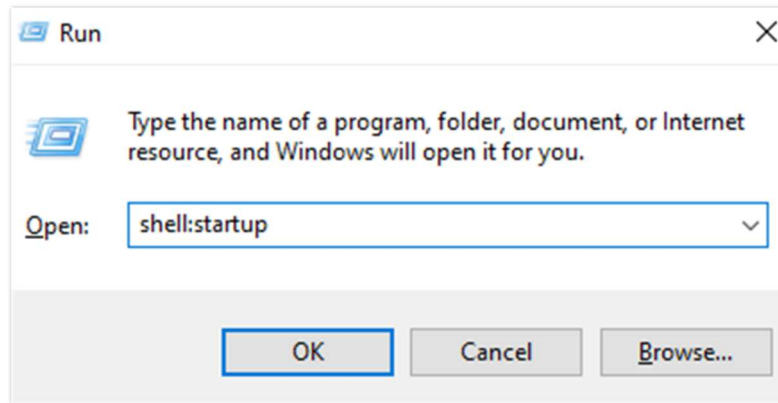 Run
Type the name of a program, folder, document, or Internet
resource, and Windows will open it for you.
Open: shell:startup
OK Cancel Browse...